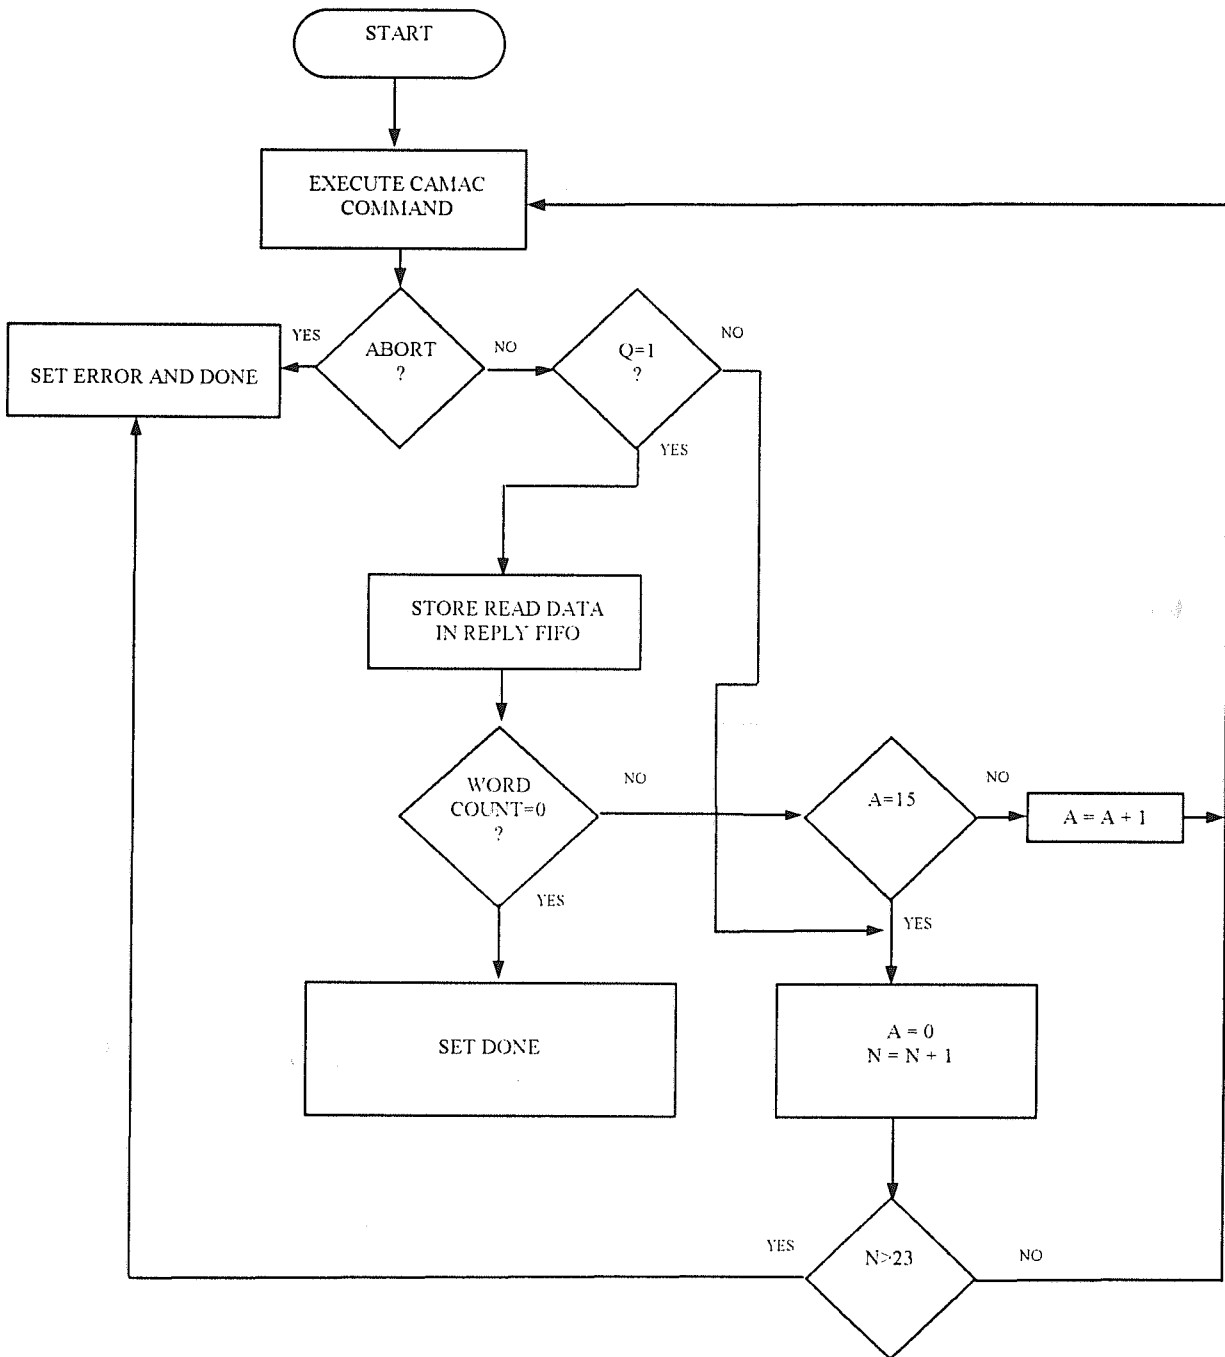 START
EXECUTE CAMAC
COMMAND
YES
ABORT
?
NO
Q=1
?
NO
SET ERROR AND DONE
YES
STORE READ DATA
IN REPLY FIFO
WORD
COUNT=0
?
NO
A=15
NO
A = A + 1
YES
YES
SET DONE
A = 0
N = N + 1
YES
N>23
NO